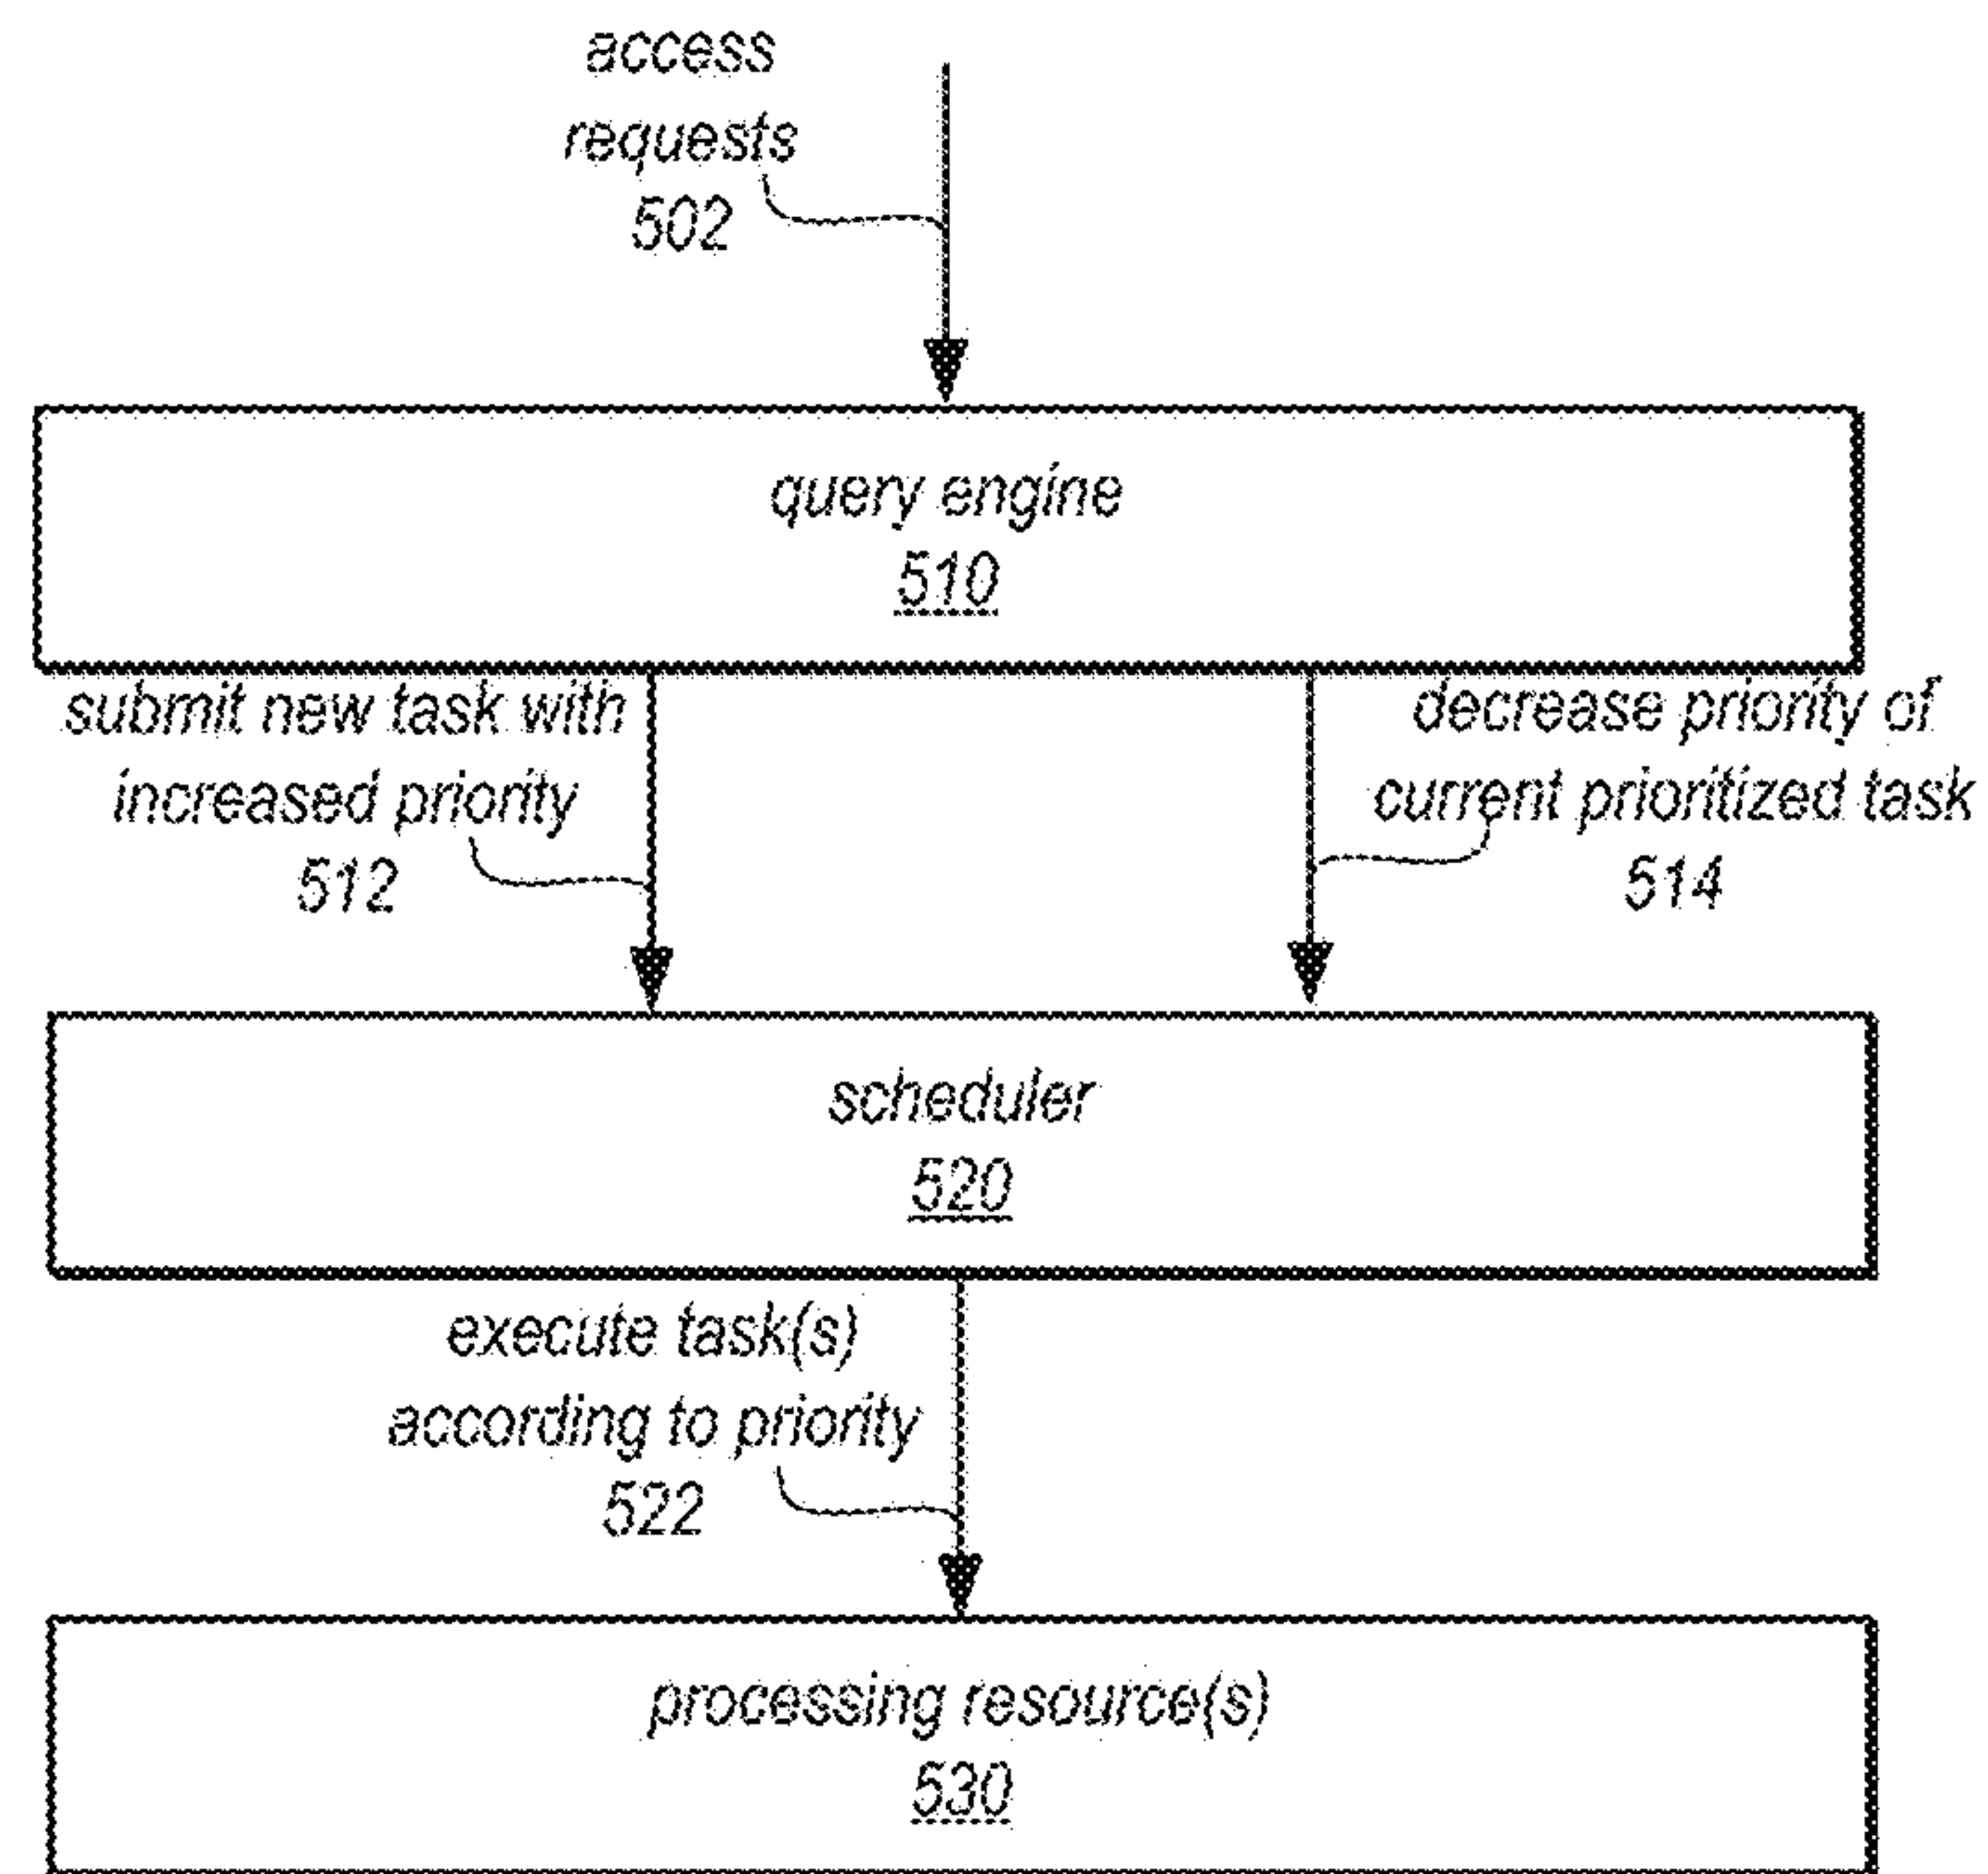 access
requests
502
query engine
510
submit new task with
increased priority
512
decrease priority of
current prioritized task
514
scheduler
520
execute task(s)
according to priority
522
processing resource(s)
530